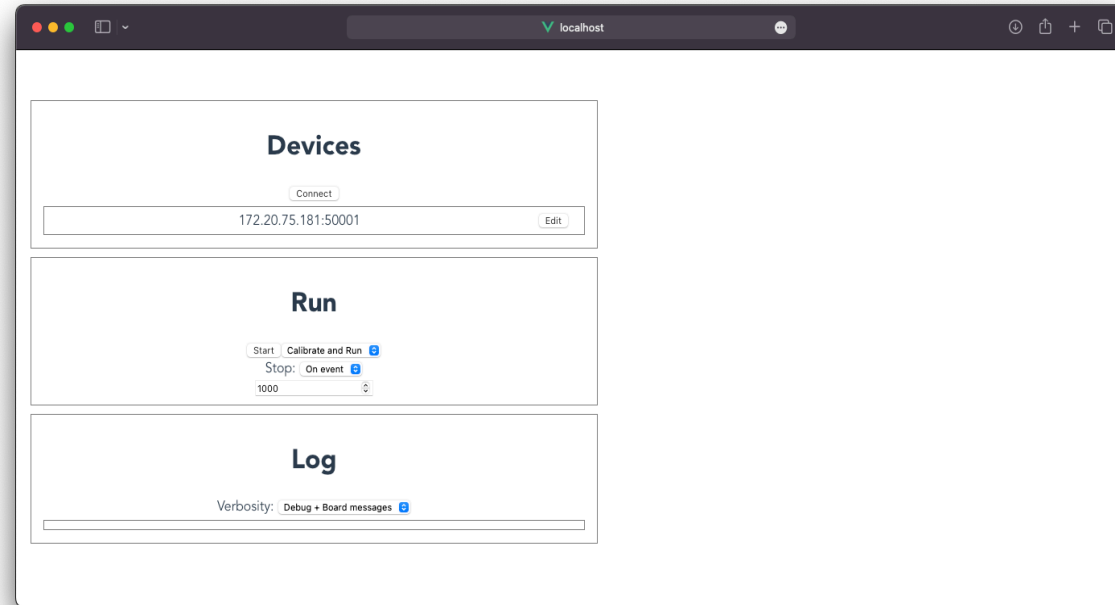 localhost
Devices
Connect
172.20.75.181:50001 Edit
Run
Start Calibrate and Run
Stop: On event
1000
Log
Verbosity: Debug + Board messages